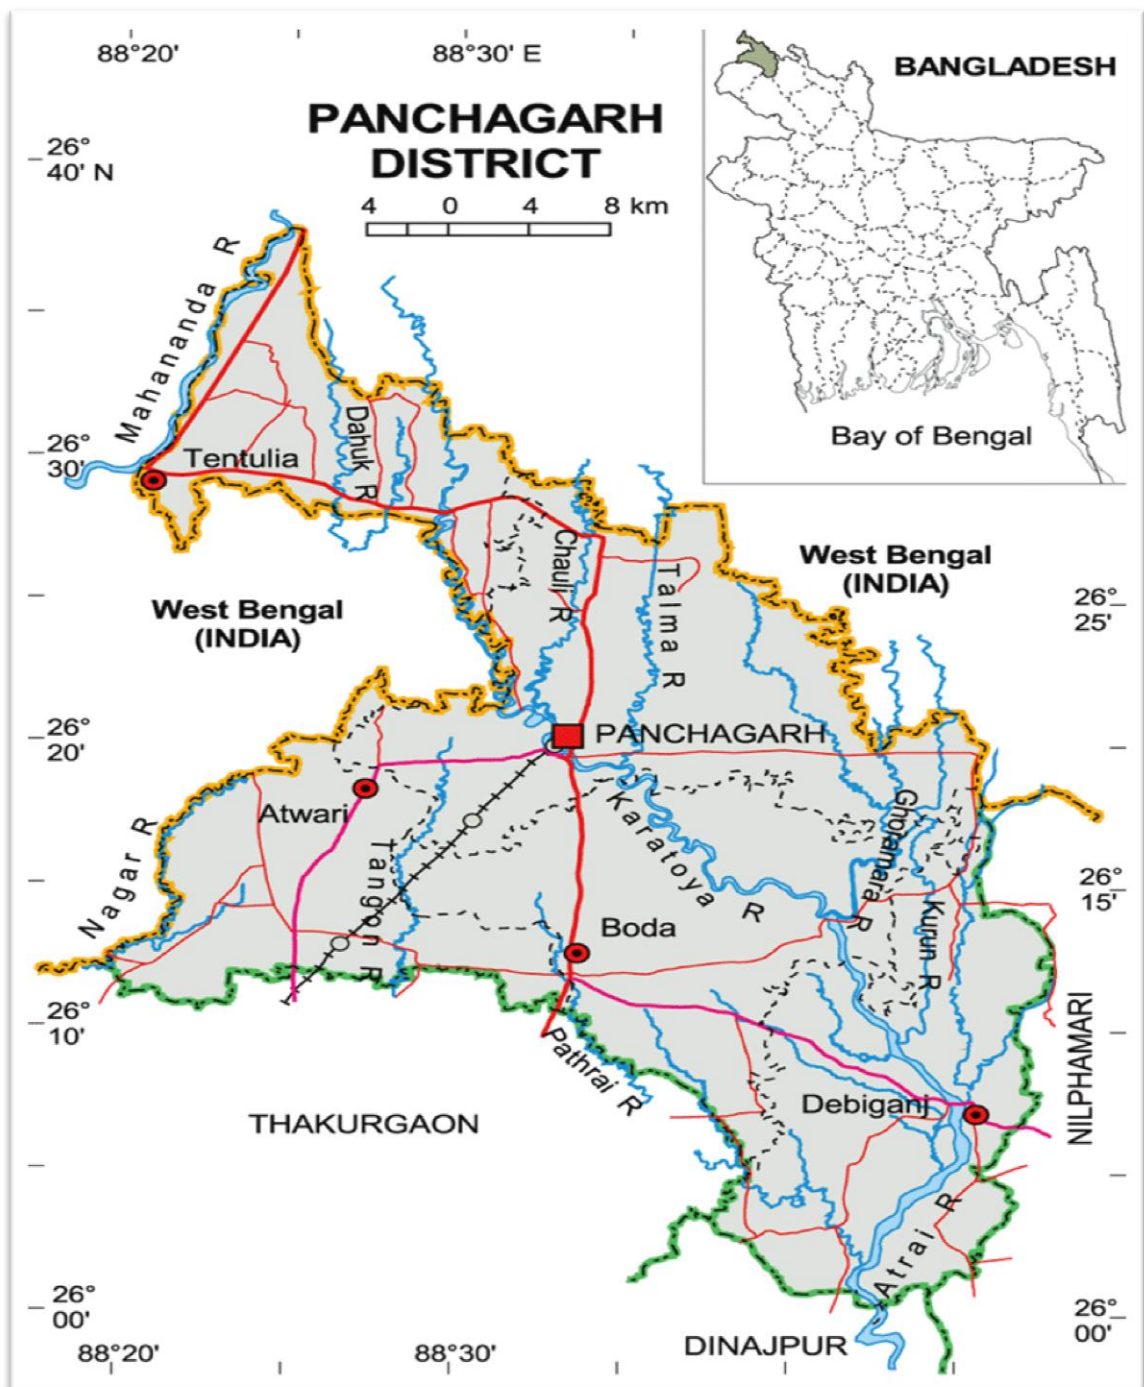 88°20'
88°30' E
BANGLADESH
PANCHAGARH
DISTRICT
4 0 4 8 km
26°
40' N
Mahananda R
Bay of Bengal
26°
30'
Tentulia
Dahuk R
Chauli R
Talma R
West Bengal
(INDIA)
West Bengal
(INDIA)
26°
25'
26°
20'
PANCHAGARH
Atwari
Nagar R
Tangon R
Karatoya R
Ghoramara R
Kurun R
26°
15'
Boda
26°
10'
Pathrai R
NILPHAMARI
THAKURGAON
Debiganj
Atrai R
26°
00'
26°
00'
DINAJPUR
88°20'
88°30'